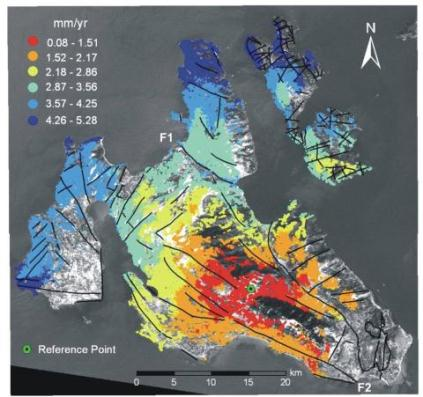 mm/yr
0.08 - 1.51
1.52 - 2.17
2.18 - 2.86
2.87 - 3.56
3.57 - 4.25
4.26 - 5.28
N
F1
Reference Point
km
0 5 10 15 20
F2